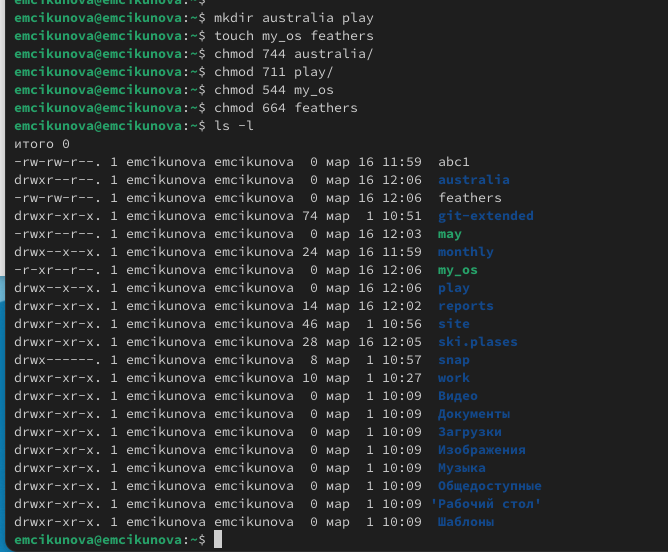 emcikunova@emcikunova:~$
emcikunova@emcikunova:~$ mkdir australia play
emcikunova@emcikunova:~$ touch my_os feathers
emcikunova@emcikunova:~$ chmod 744 australia/
emcikunova@emcikunova:~$ chmod 711 play/
emcikunova@emcikunova:~$ chmod 544 my_os
emcikunova@emcikunova:~$ chmod 664 feathers
emcikunova@emcikunova:~$ ls -l
итого 0
-rw-rw-r--. 1 emcikunova emcikunova  0 мар 16 11:59  abc1
drwxr--r--. 1 emcikunova emcikunova  0 мар 16 12:06  australia
-rw-rw-r--. 1 emcikunova emcikunova  0 мар 16 12:06  feathers
drwxr-xr-x. 1 emcikunova emcikunova 74 мар  1 10:51  git-extended
-rwxr--r--. 1 emcikunova emcikunova  0 мар 16 12:03  may
drwx--x--x. 1 emcikunova emcikunova 24 мар 16 11:59  monthly
-r-xr--r--. 1 emcikunova emcikunova  0 мар 16 12:06  my_os
drwx--x--x. 1 emcikunova emcikunova  0 мар 16 12:06  play
drwxr-xr-x. 1 emcikunova emcikunova 14 мар 16 12:02  reports
drwxr-xr-x. 1 emcikunova emcikunova 46 мар  1 10:56  site
drwxr-xr-x. 1 emcikunova emcikunova 28 мар 16 12:05  ski.plases
drwx------. 1 emcikunova emcikunova  8 мар  1 10:57  snap
drwxr-xr-x. 1 emcikunova emcikunova 10 мар  1 10:27  work
drwxr-xr-x. 1 emcikunova emcikunova  0 мар  1 10:09  Видео
drwxr-xr-x. 1 emcikunova emcikunova  0 мар  1 10:09  Документы
drwxr-xr-x. 1 emcikunova emcikunova  0 мар  1 10:09  Загрузки
drwxr-xr-x. 1 emcikunova emcikunova  0 мар  1 10:09  Изображения
drwxr-xr-x. 1 emcikunova emcikunova  0 мар  1 10:09  Музыка
drwxr-xr-x. 1 emcikunova emcikunova  0 мар  1 10:09  Общедоступные
drwxr-xr-x. 1 emcikunova emcikunova  0 мар  1 10:09 'Рабочий стол'
drwxr-xr-x. 1 emcikunova emcikunova  0 мар  1 10:09  Шаблоны
emcikunova@emcikunova:~$